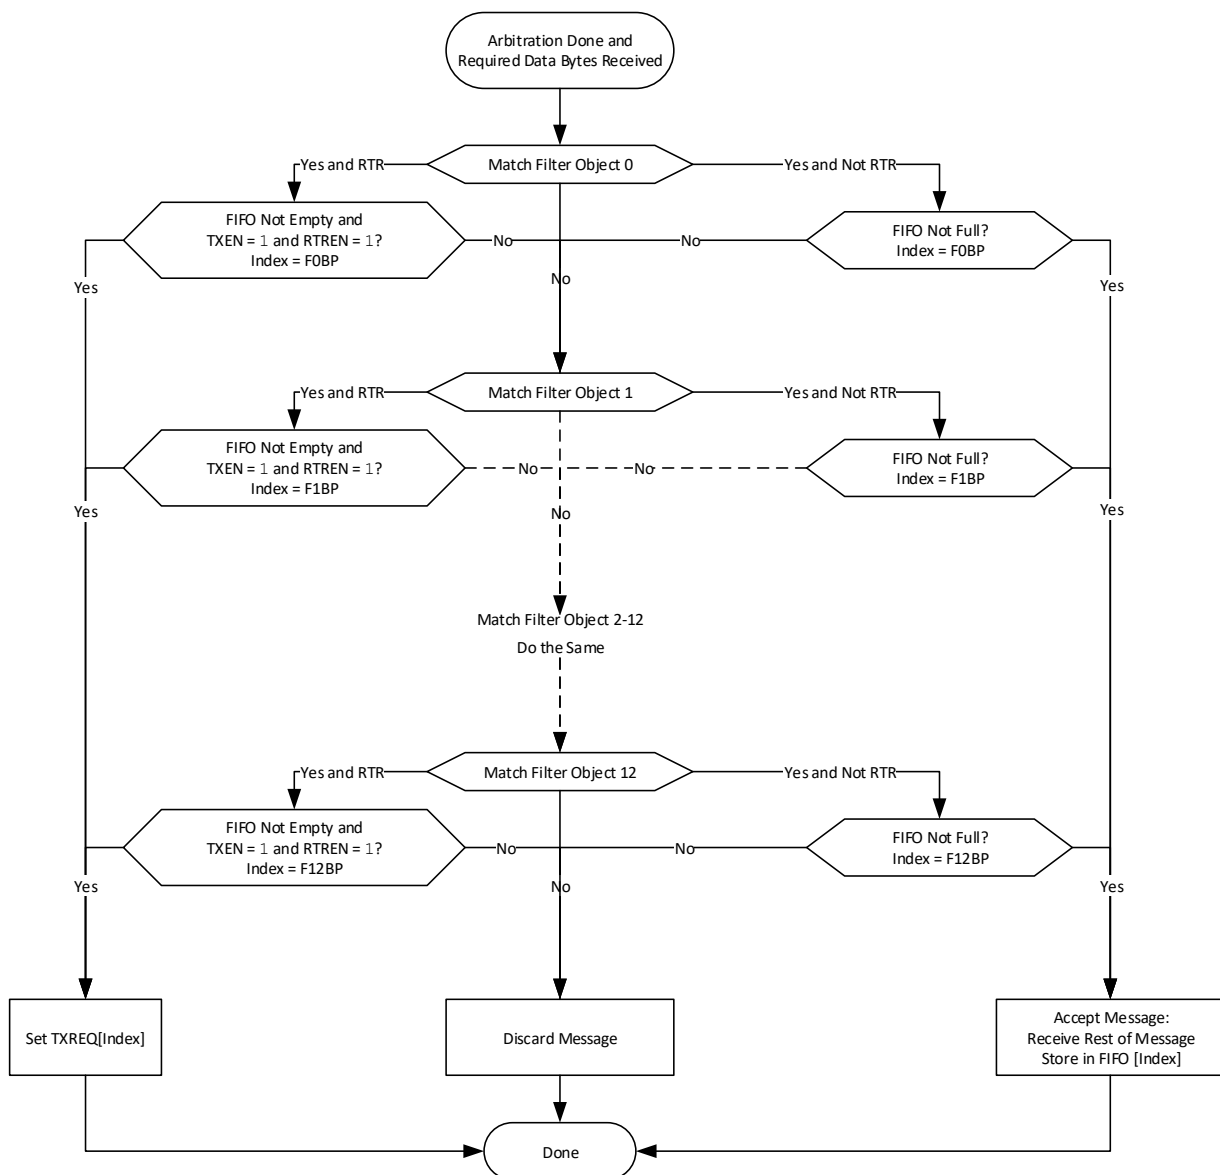 Arbitration Done and
Required Data Bytes Received
Match Filter Object 0
Yes and RTR
Yes and Not RTR
FIFO Not Empty and
TXEN = 1 and RTREN = 1?
Index = F0BP
No
No
FIFO Not Full?
Index = F0BP
Yes
No
Yes
Match Filter Object 1
Yes and RTR
Yes and Not RTR
FIFO Not Empty and
TXEN = 1 and RTREN = 1?
Index = F1BP
No
No
FIFO Not Full?
Index = F1BP
Yes
No
Yes
Match Filter Object 2-12
Do the Same
Match Filter Object 12
Yes and RTR
Yes and Not RTR
FIFO Not Empty and
TXEN = 1 and RTREN = 1?
Index = F12BP
No
No
FIFO Not Full?
Index = F12BP
Yes
No
Yes
Set TXREQ[Index]
Discard Message
Accept Message:
Receive Rest of Message
Store in FIFO [Index]
Done